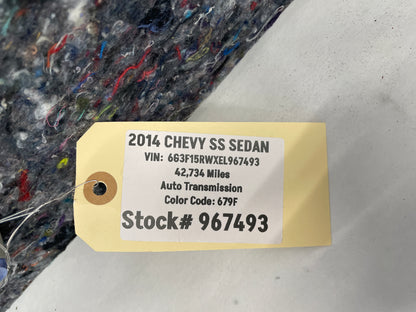 2014 CHEVY SS SEDAN
VIN: 6G3F15RWXEL967493
42,734 Miles
Auto Transmission
Color Code: 679F
Stock# 967493